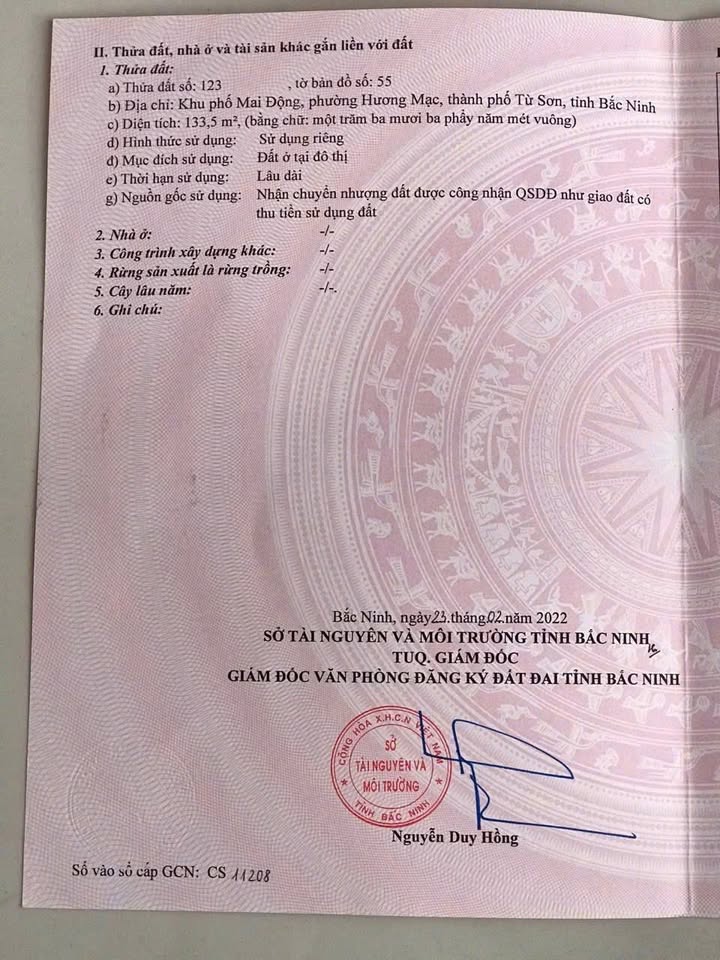 II. Thửa đất, nhà ở và tài sản khác gắn liền với đất
1. Thửa đất:
a) Thửa đất số: 123 , tờ bản đồ số: 55
b) Địa chỉ: Khu phố Mai Động, phường Hương Mạc, thành phố Từ Sơn, tỉnh Bắc Ninh
c) Diện tích: 133,5 m², (bằng chữ: một trăm ba mươi ba phẩy năm mét vuông)
d) Hình thức sử dụng: Sử dụng riêng
đ) Mục đích sử dụng: Đất ở tại đô thị
e) Thời hạn sử dụng: Lâu dài
g) Nguồn gốc sử dụng: Nhận chuyển nhượng đất được công nhận QSDĐ như giao đất có
thu tiền sử dụng đất
2. Nhà ở: -/-
3. Công trình xây dựng khác: -/-
4. Rừng sản xuất là rừng trồng: -/-
5. Cây lâu năm: -/-.
6. Ghi chú:
Bắc Ninh, ngày 23 tháng 02 năm 2022
SỞ TÀI NGUYÊN VÀ MÔI TRƯỜNG TỈNH BẮC NINH
TUQ. GIÁM ĐỐC
GIÁM ĐỐC VĂN PHÒNG ĐĂNG KÝ ĐẤT ĐAI TỈNH BẮC NINH
CỘNG HÒA X.H.C.N VIỆT NAM
SỞ
TÀI NGUYÊN VÀ
MÔI TRƯỜNG
TỈNH BẮC NINH
Nguyễn Duy Hồng
Số vào sổ cấp GCN: CS 11208